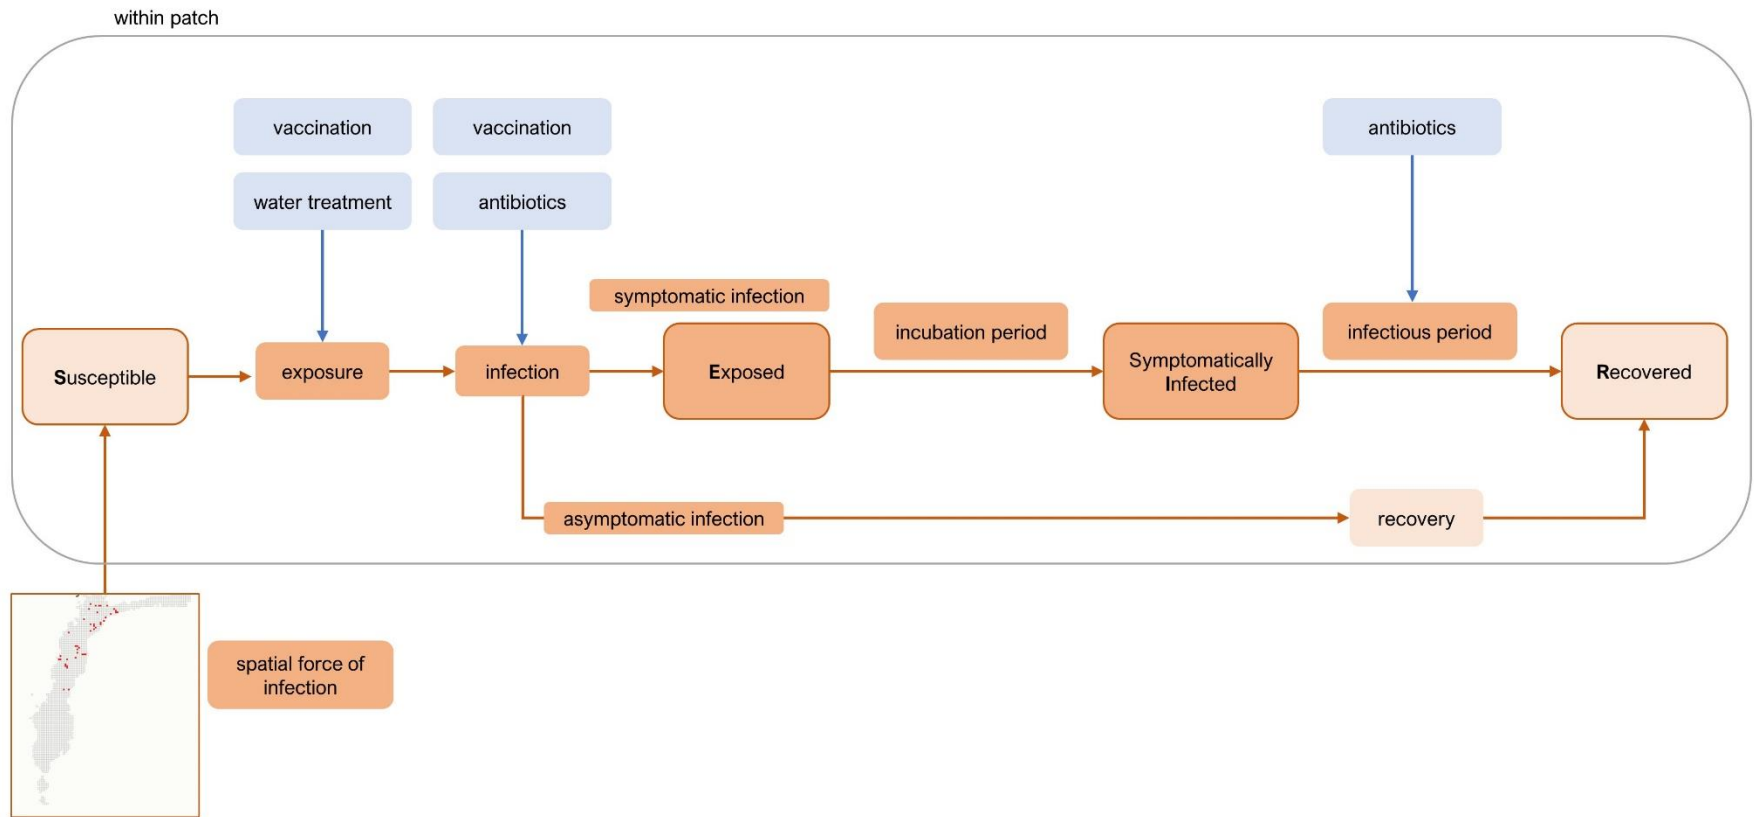 within patch
vaccination
vaccination
antibiotics
water treatment
antibiotics
symptomatic infection
incubation period
infectious period
Susceptible
exposure
infection
Exposed
Symptomatically
Infected
Recovered
asymptomatic infection
recovery
spatial force of
infection